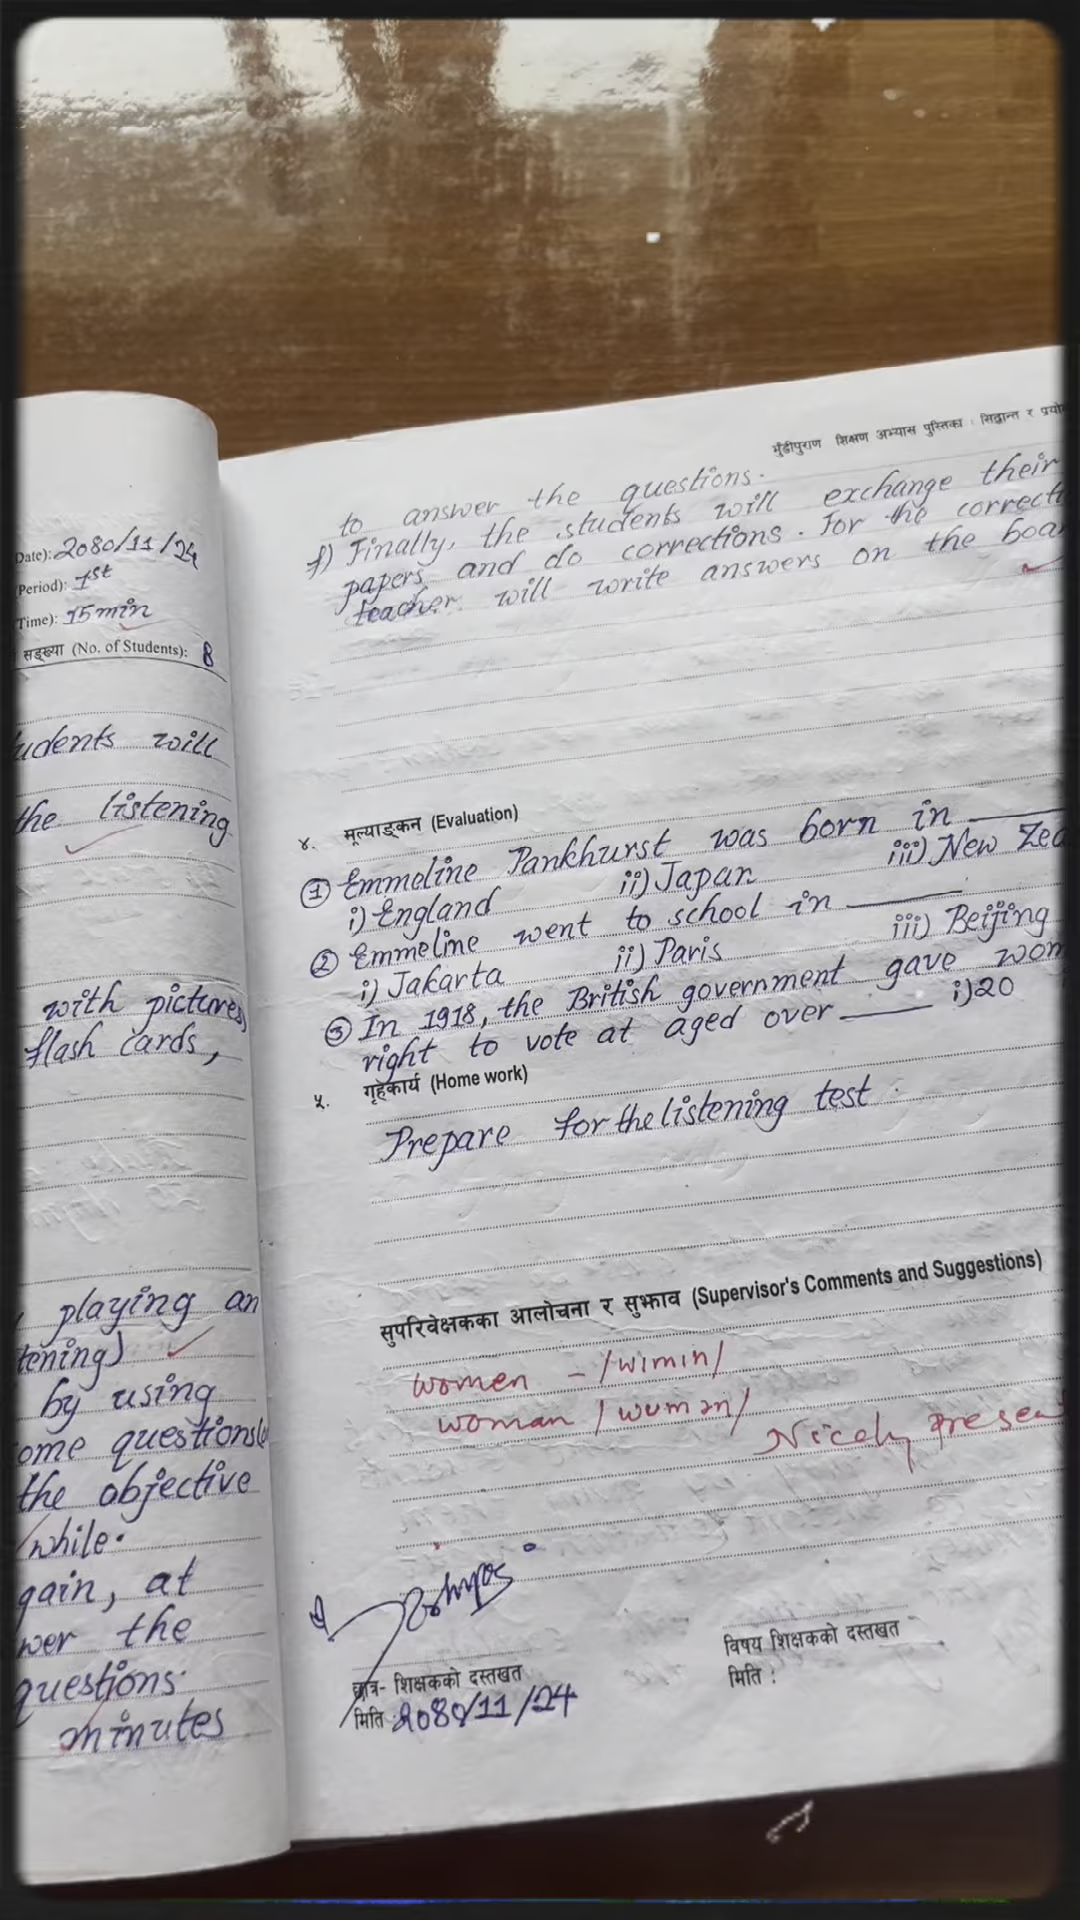 Date): 2080/11/24
Period): 1st
Time): 15 min
सङ्ख्या (No. of Students): 8
tudents will
the listening
with pictures,
flash cards,
playing an
tening)
by using
ome questions
the objective
while.
gain, at
wer the
questions.
minutes
मुँढीपुराण शिक्षण अभ्यास पुस्तिका : सिद्धान्त र प्रयो
to answer the questions.
f) Finally, the students will exchange their
papers and do corrections. For the correct
teacher will write answers on the boa
४. मूल्याङ्कन (Evaluation)
① Emmeline Pankhurst was born in ____
i) England ii) Japan iii) New Zea
② Emmeline went to school in ____
i) Jakarta ii) Paris iii) Beijing
③ In 1918, the British government gave wom
right to vote at aged over ____ i) 20
५. गृहकार्य (Home work)
Prepare for the listening test.
सुपरिवेक्षकका आलोचना र सुझाव (Supervisor's Comments and Suggestions)
women - /wimin/
woman /wumən/
Nicely presen
छात्र- शिक्षकको दस्तखत
मिति: 2080/11/24
विषय शिक्षकको दस्तखत
मिति :